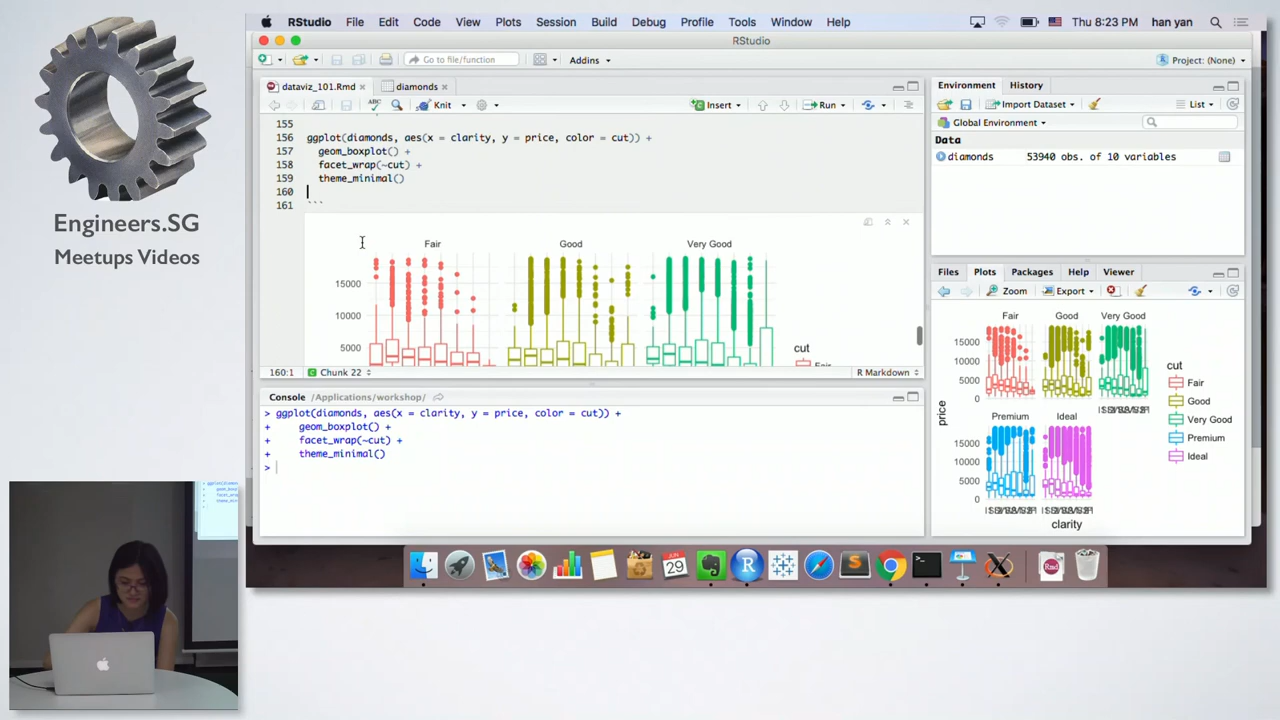 RStudio File Edit Code View Plots Session Build Debug Profile Tools Window Help Thu 8:23 PM han yan
RStudio
Go to file/function Addins Project: (None)
dataviz_101.Rmd diamonds
ABC Knit Insert Run
155
156 ggplot(diamonds, aes(x = clarity, y = price, color = cut)) +
157 geom_boxplot() +
158 facet_wrap(~cut) +
159 theme_minimal()
160
161 ```
Fair Good Very Good
15000
10000
5000
cut
Fair
160:1 Chunk 22 R Markdown
Console /Applications/workshop/
> ggplot(diamonds, aes(x = clarity, y = price, color = cut)) +
+ geom_boxplot() +
+ facet_wrap(~cut) +
+ theme_minimal()
>
Environment History
Import Dataset List
Global Environment
Data
diamonds 53940 obs. of 10 variables
Files Plots Packages Help Viewer
Zoom Export
Fair Good Very Good
15000
10000
5000
0
Premium Ideal
15000
10000
5000
0
price
clarity
cut
Fair
Good
Very Good
Premium
Ideal
JUN
29
Rmd
Engineers.SG
Meetups Videos